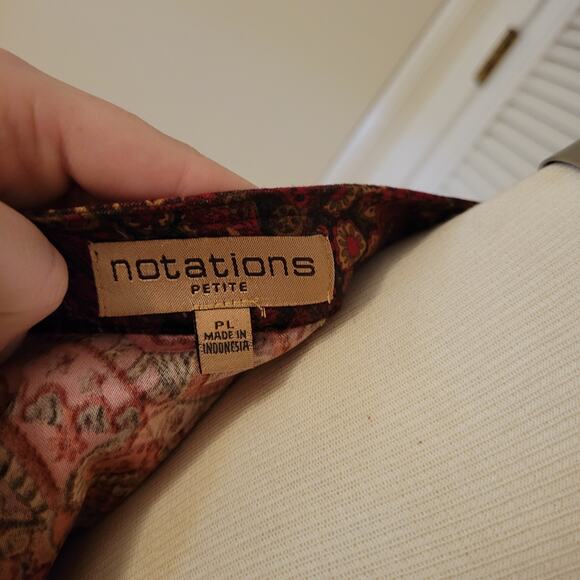 notations
PETITE
PL
MADE IN
INDONESIA